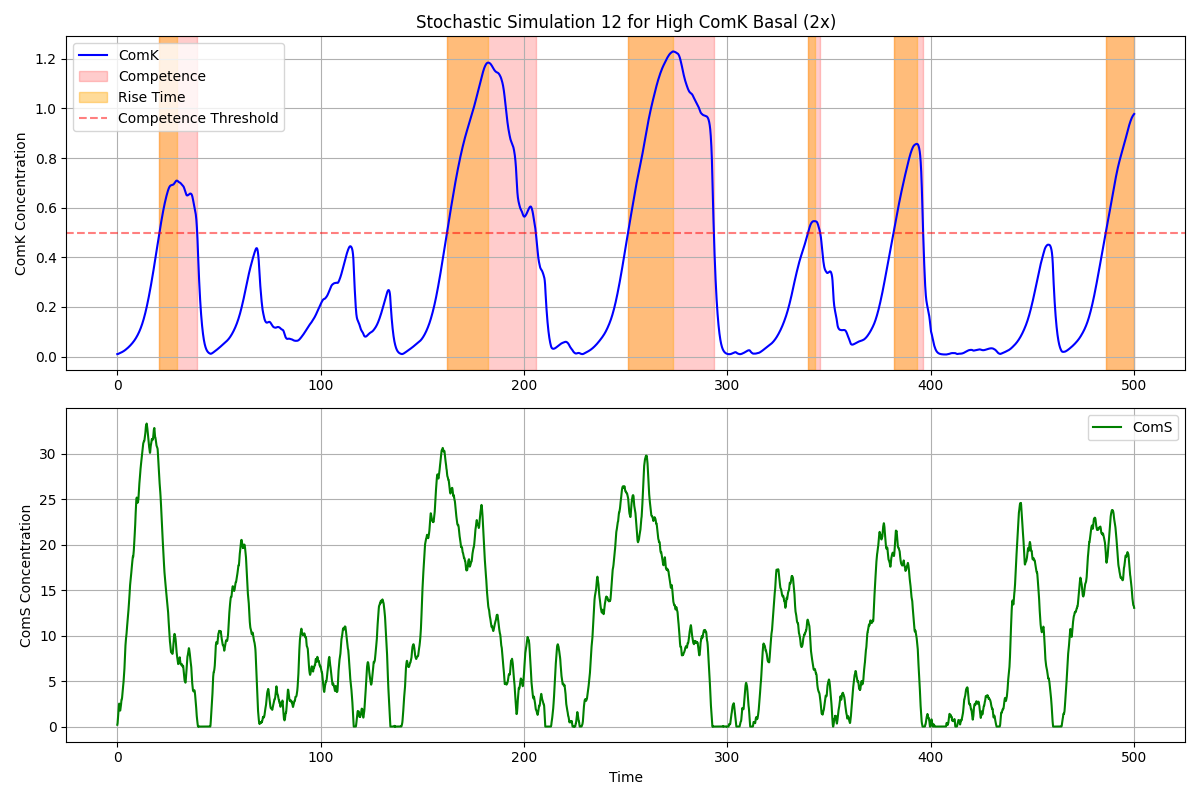 Stochastic Simulation 12 for High ComK Basal (2x)
ComK
Competence
Rise Time
Competence Threshold
ComK Concentration
1.2
1.0
0.8
0.6
0.4
0.2
0.0
0 100 200 300 400 500
ComS
ComS Concentration
30
25
20
15
10
5
0
0 100 200 300 400 500
Time